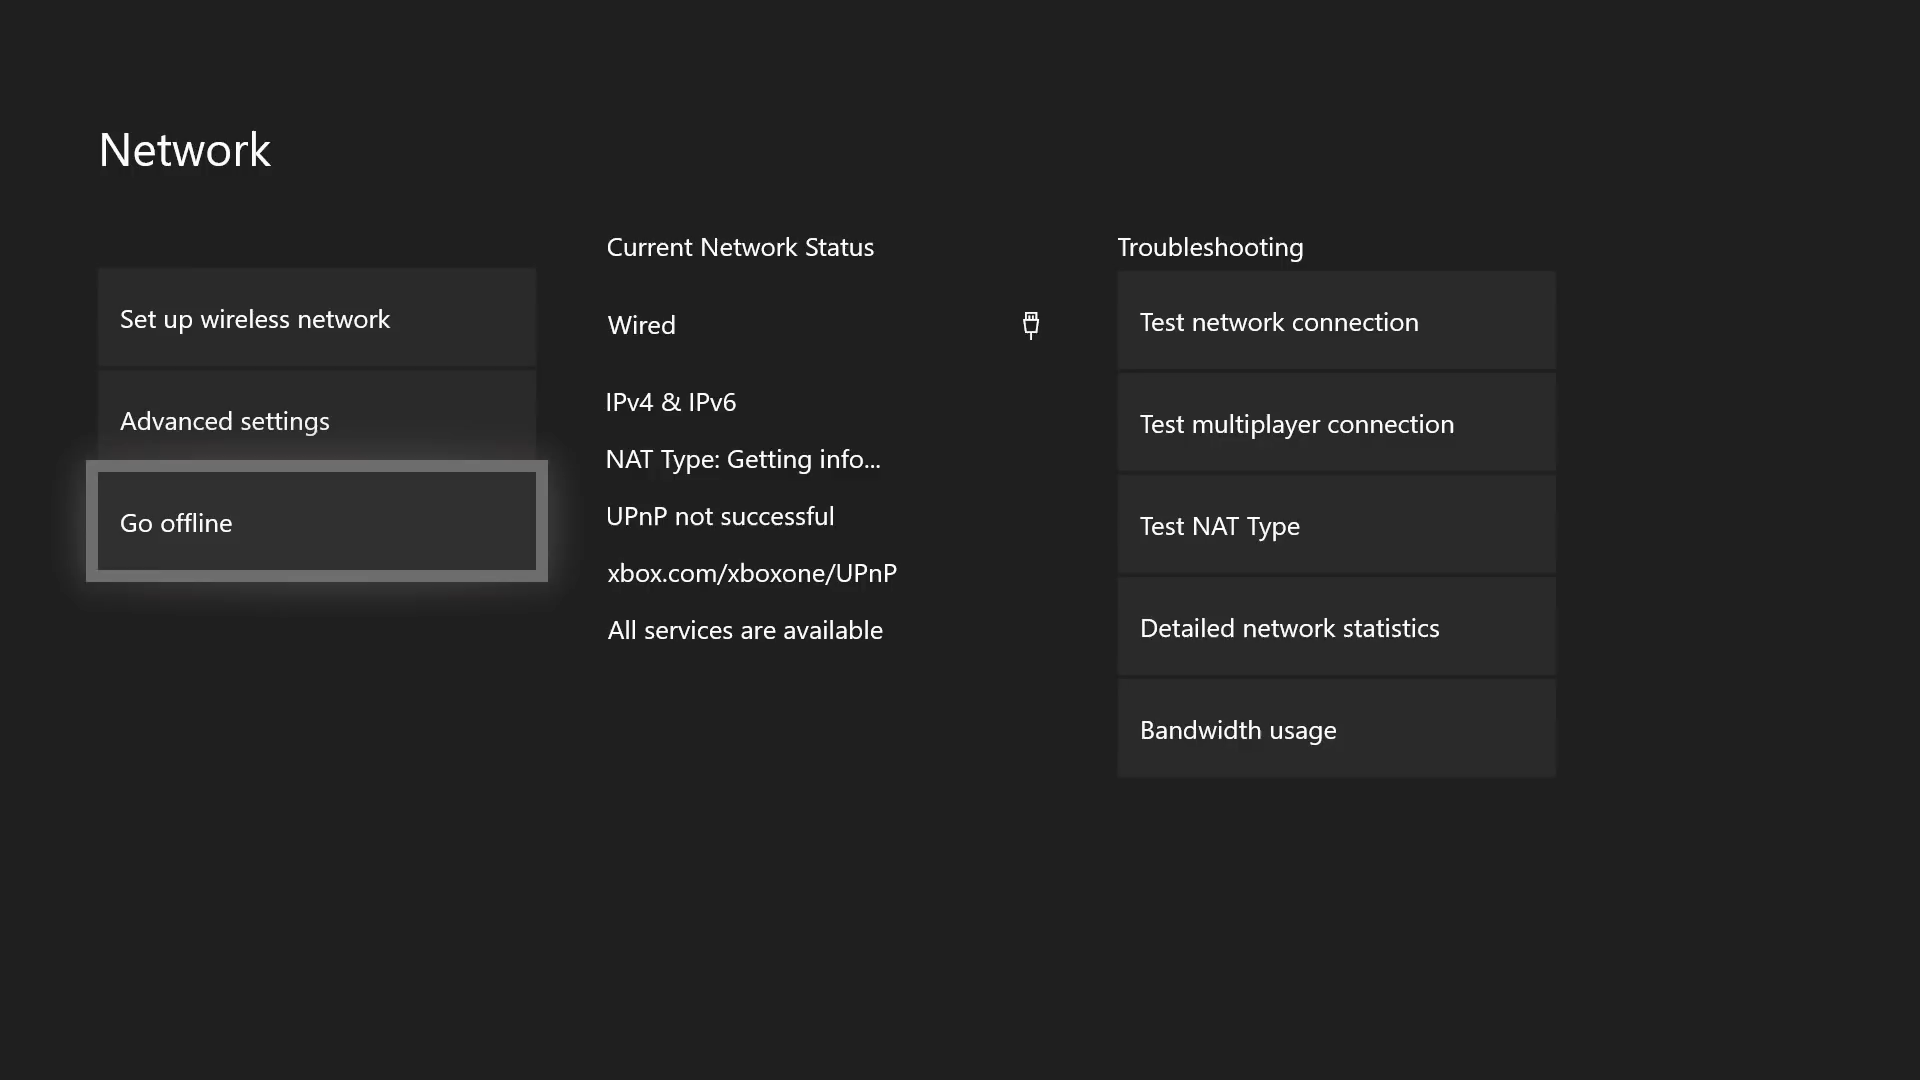 Network
Set up wireless network
Advanced settings
Go offline
Current Network Status
Wired
IPv4 & IPv6
NAT Type: Getting info...
UPnP not successful
xbox.com/xboxone/UPnP
All services are available
Troubleshooting
Test network connection
Test multiplayer connection
Test NAT Type
Detailed network statistics
Bandwidth usage